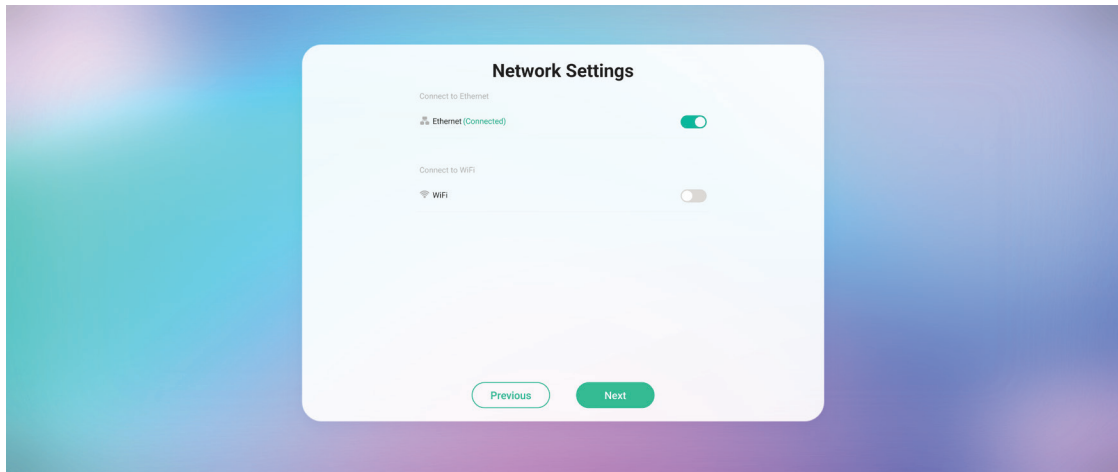 Network Settings
Connect to Ethernet
Ethernet (Connected)
Connect to WiFi
WiFi
Previous
Next